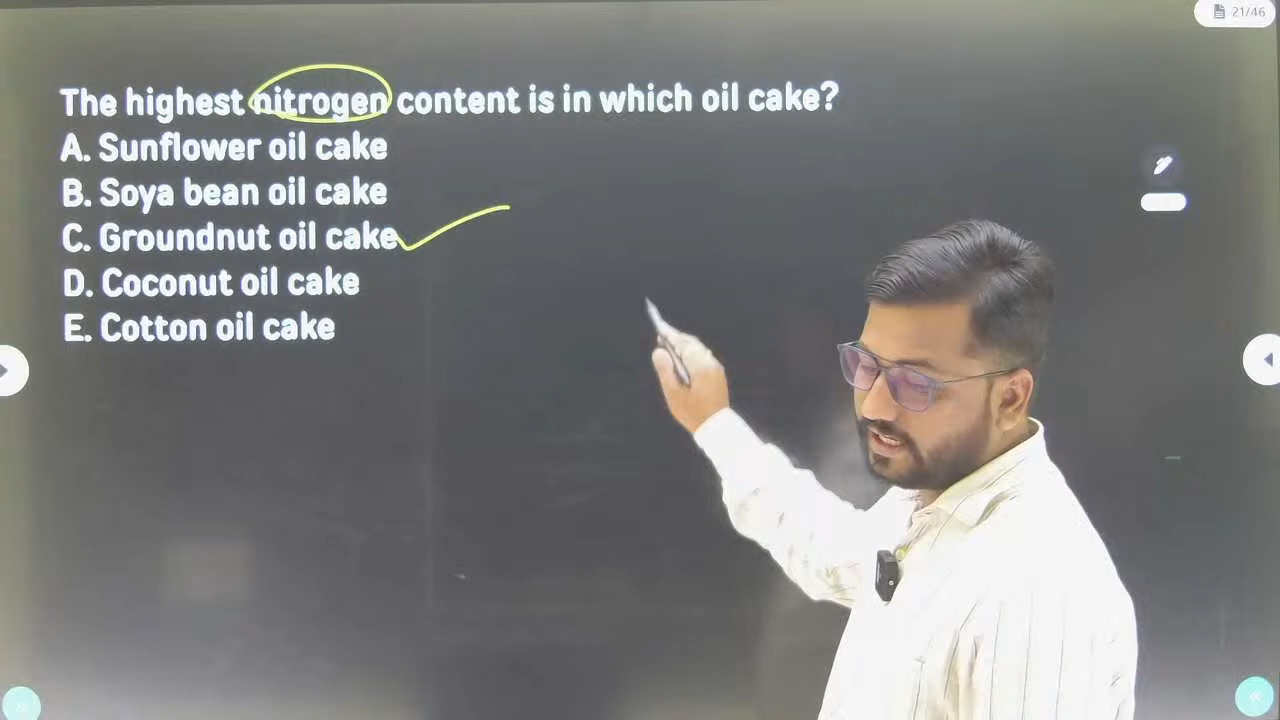 21/46
The highest nitrogen content is in which oil cake?
A. Sunflower oil cake
B. Soya bean oil cake
C. Groundnut oil cake
D. Coconut oil cake
E. Cotton oil cake